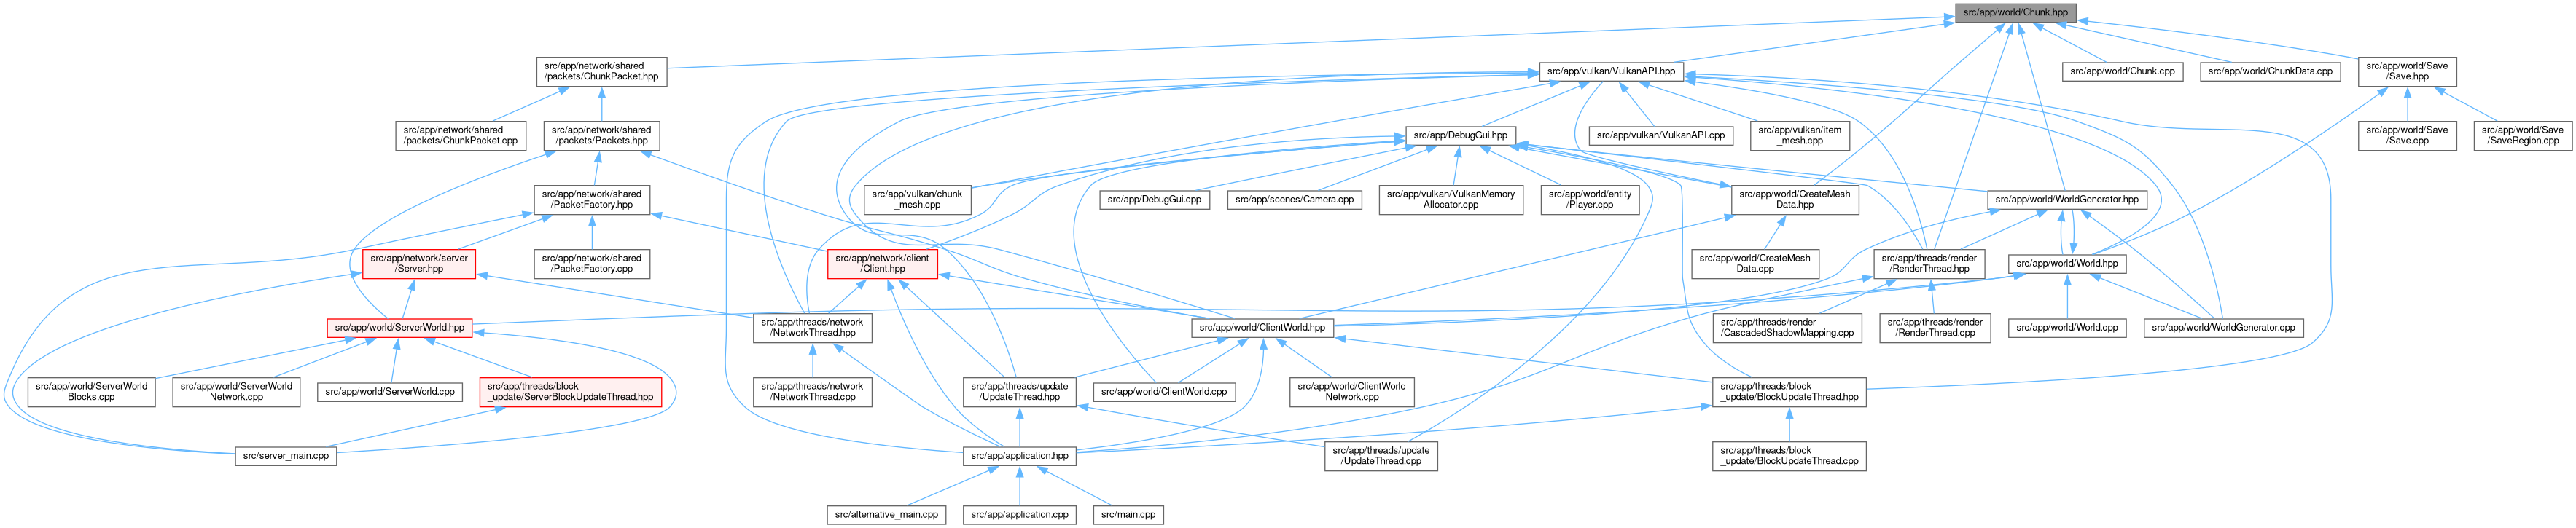 src/app/world/Chunk.hpp
src/app/network/shared
/packets/ChunkPacket.hpp
src/app/vulkan/VulkanAPI.hpp
src/app/world/Chunk.cpp
src/app/world/ChunkData.cpp
src/app/world/Save
/Save.hpp
src/app/network/shared
/packets/ChunkPacket.cpp
src/app/network/shared
/packets/Packets.hpp
src/app/DebugGui.hpp
src/app/vulkan/VulkanAPI.cpp
src/app/vulkan/item
_mesh.cpp
src/app/world/Save
/Save.cpp
src/app/world/Save
/SaveRegion.cpp
src/app/network/shared
/PacketFactory.hpp
src/app/vulkan/chunk
_mesh.cpp
src/app/DebugGui.cpp
src/app/scenes/Camera.cpp
src/app/vulkan/VulkanMemory
Allocator.cpp
src/app/world/entity
/Player.cpp
src/app/world/CreateMesh
Data.hpp
src/app/world/WorldGenerator.hpp
src/app/network/server
/Server.hpp
src/app/network/shared
/PacketFactory.cpp
src/app/network/client
/Client.hpp
src/app/world/CreateMesh
Data.cpp
src/app/threads/render
/RenderThread.hpp
src/app/world/World.hpp
src/app/world/ServerWorld.hpp
src/app/threads/network
/NetworkThread.hpp
src/app/world/ClientWorld.hpp
src/app/threads/render
/CascadedShadowMapping.cpp
src/app/threads/render
/RenderThread.cpp
src/app/world/World.cpp
src/app/world/WorldGenerator.cpp
src/app/world/ServerWorld
Blocks.cpp
src/app/world/ServerWorld
Network.cpp
src/app/world/ServerWorld.cpp
src/app/threads/block
_update/ServerBlockUpdateThread.hpp
src/app/threads/network
/NetworkThread.cpp
src/app/threads/update
/UpdateThread.hpp
src/app/world/ClientWorld.cpp
src/app/world/ClientWorld
Network.cpp
src/app/threads/block
_update/BlockUpdateThread.hpp
src/server_main.cpp
src/app/application.hpp
src/app/threads/update
/UpdateThread.cpp
src/app/threads/block
_update/BlockUpdateThread.cpp
src/alternative_main.cpp
src/app/application.cpp
src/main.cpp